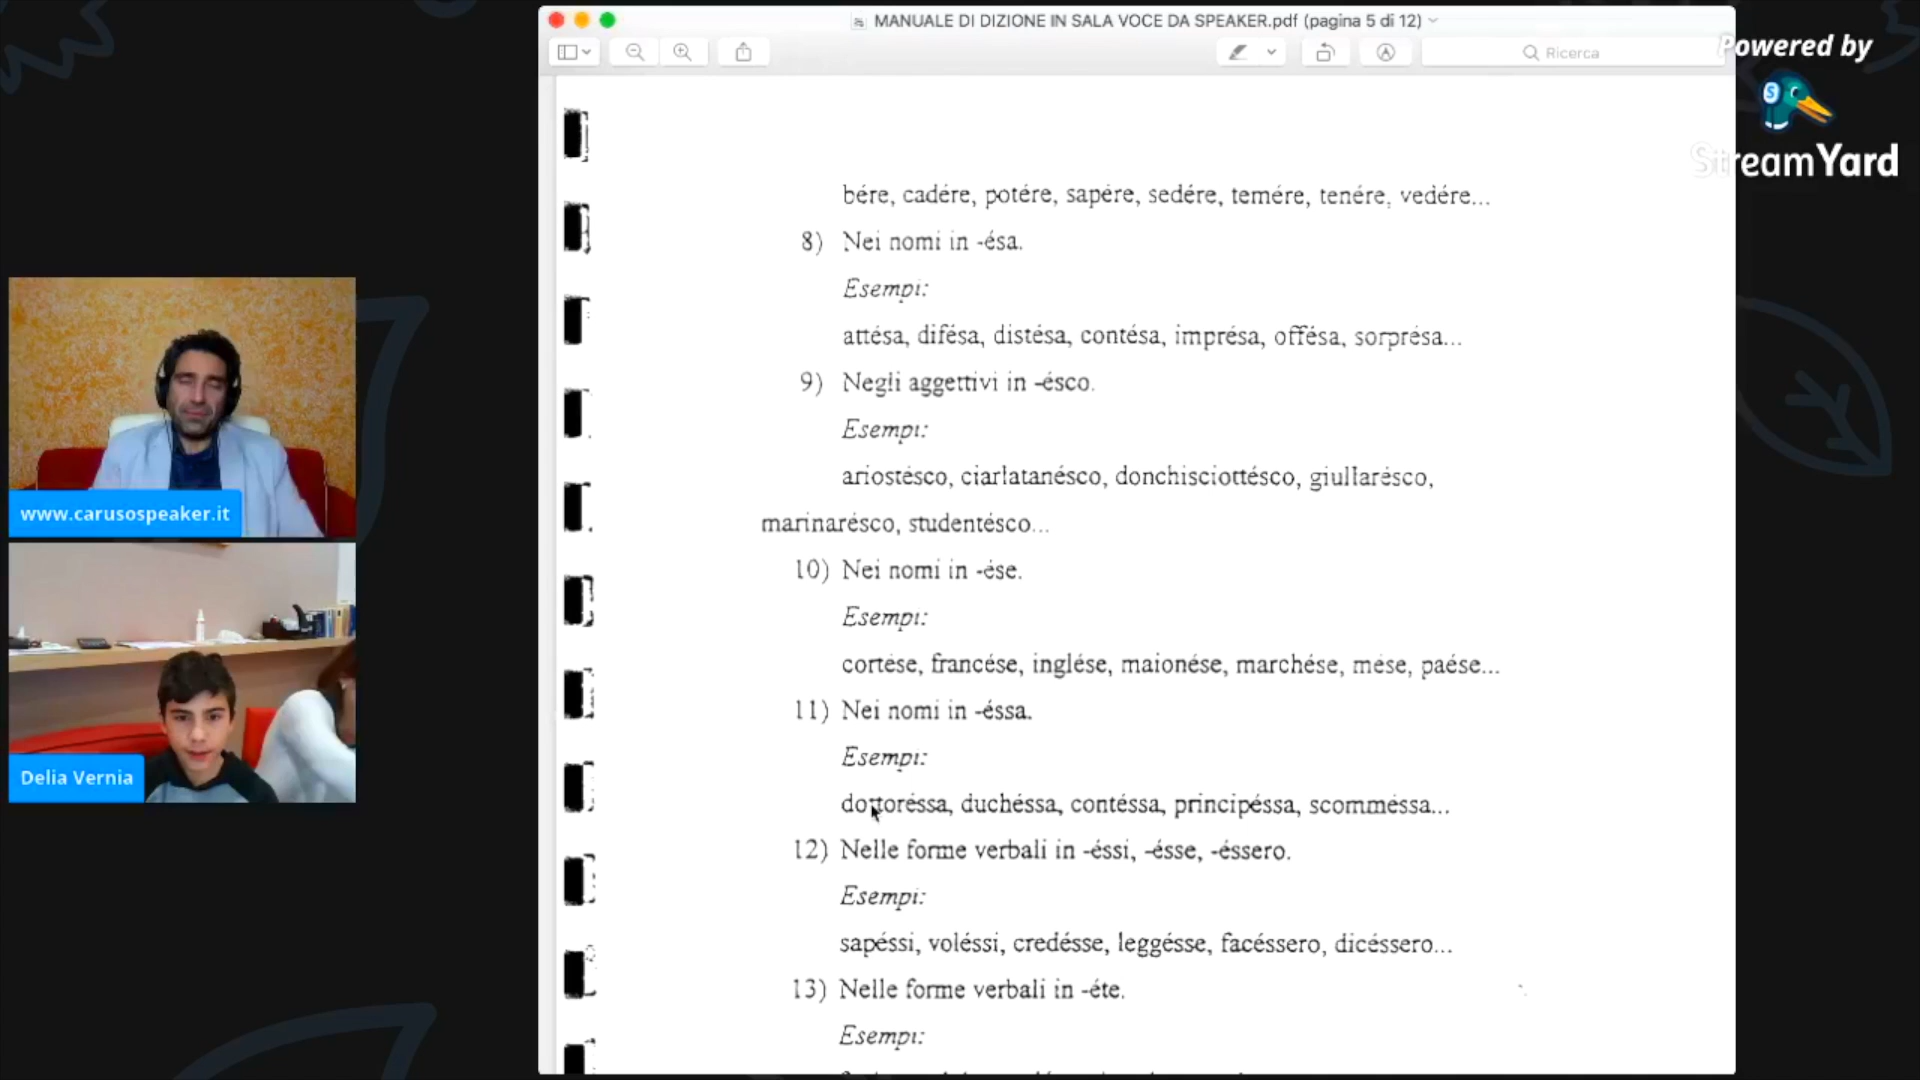 MANUALE DI DIZIONE IN SALA VOCE DA SPEAKER.pdf (pagina 5 di 12)
Ricerca
Powered by
StreamYard
bére, cadére, potére, sapére, sedére, temére, tenére, vedére...
8) Nei nomi in -ésa.
Esempi:
attésa, difésa, distésa, contésa, imprésa, offésa, sorprésa...
9) Negli aggettivi in -ésco.
Esempi:
ariostésco, ciarlatanésco, donchisciottésco, giullarésco,
marinarésco, studentésco...
10) Nei nomi in -ése.
Esempi:
cortése, francése, inglése, maionése, marchése, mése, paése...
11) Nei nomi in -éssa.
Esempi:
dottoréssa, duchéssa, contéssa, principéssa, scomméssa...
12) Nelle forme verbali in -éssi, -ésse, -éssero.
Esempi:
sapéssi, voléssi, credésse, leggésse, facéssero, dicéssero...
13) Nelle forme verbali in -éte.
Esempi:
www.carusospeaker.it
Delia Vernia